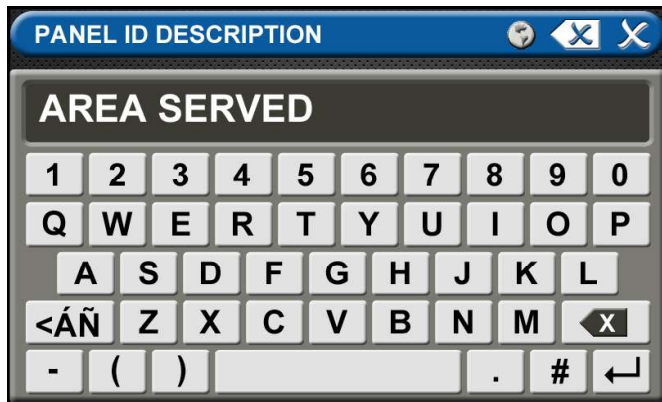 PANEL ID DESCRIPTION
AREA SERVED
1 2 3 4 5 6 7 8 9 0
Q W E R T Y U I O P
A S D F G H J K L
<ÁÑ Z X C V B N M X
- ( ) . #